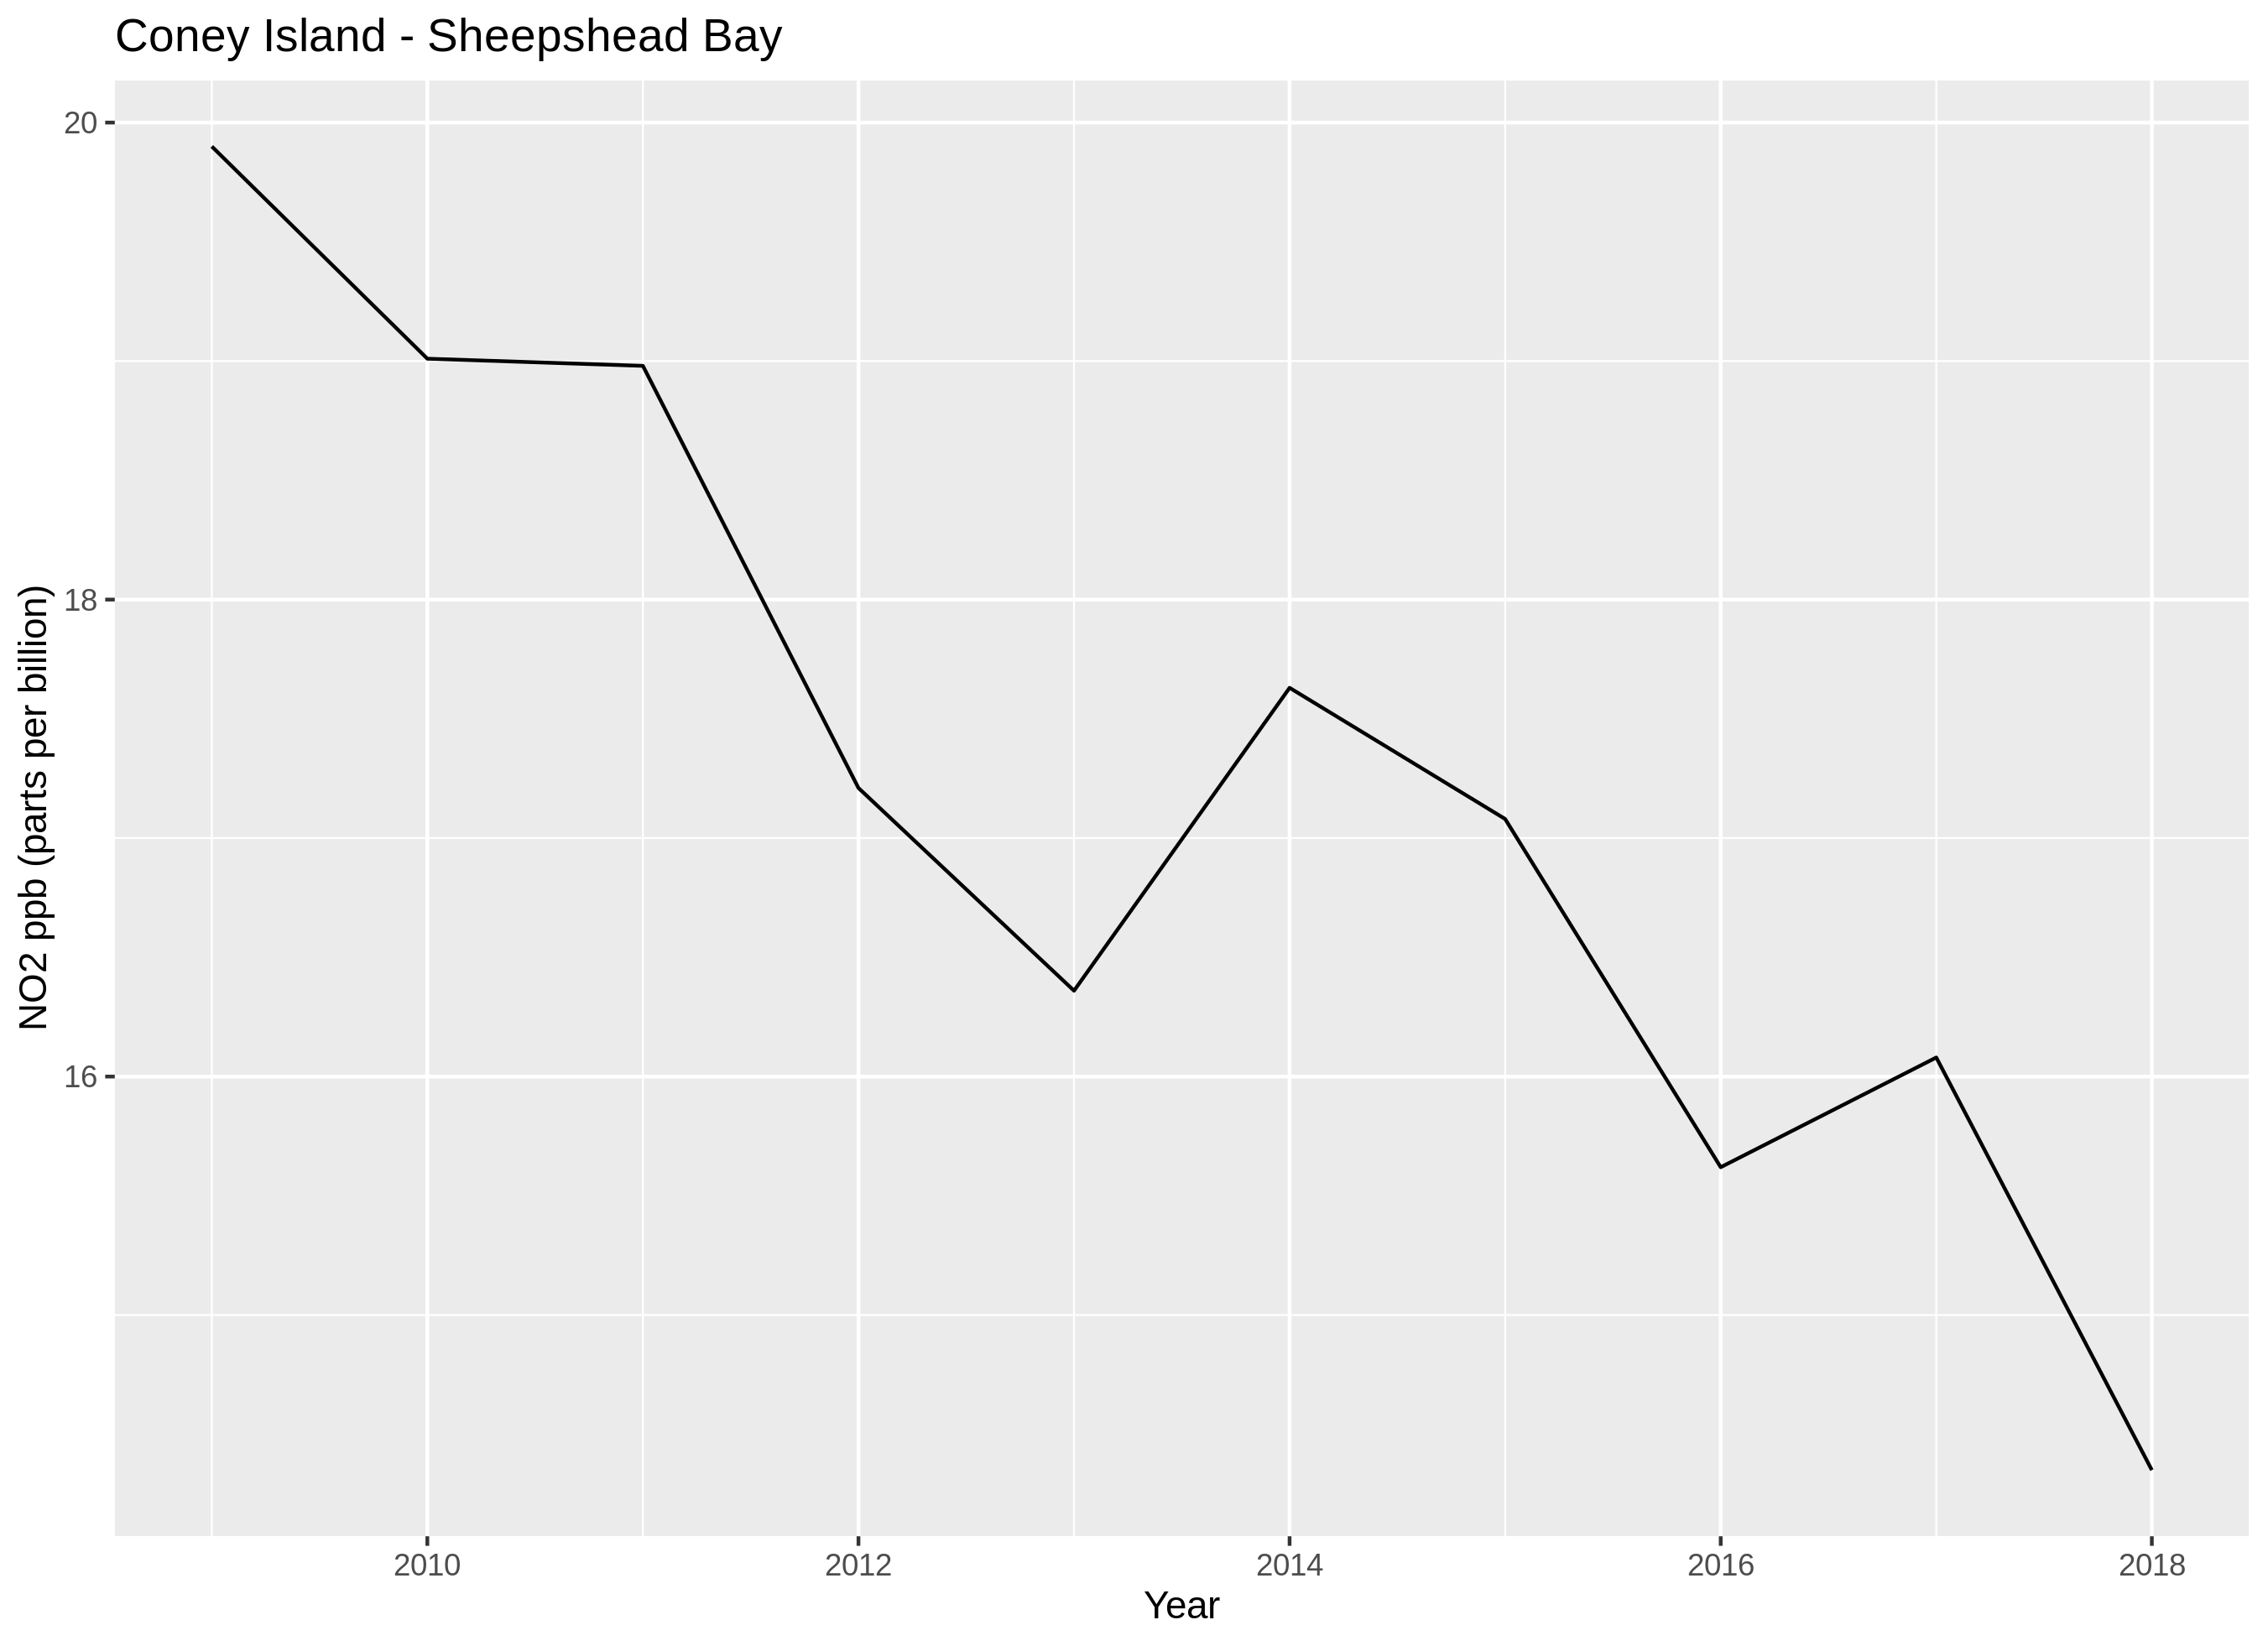 Coney Island - Sheepshead Bay
NO2 ppb (parts per billion)
20
18
16
2010 2012 2014 2016 2018
Year